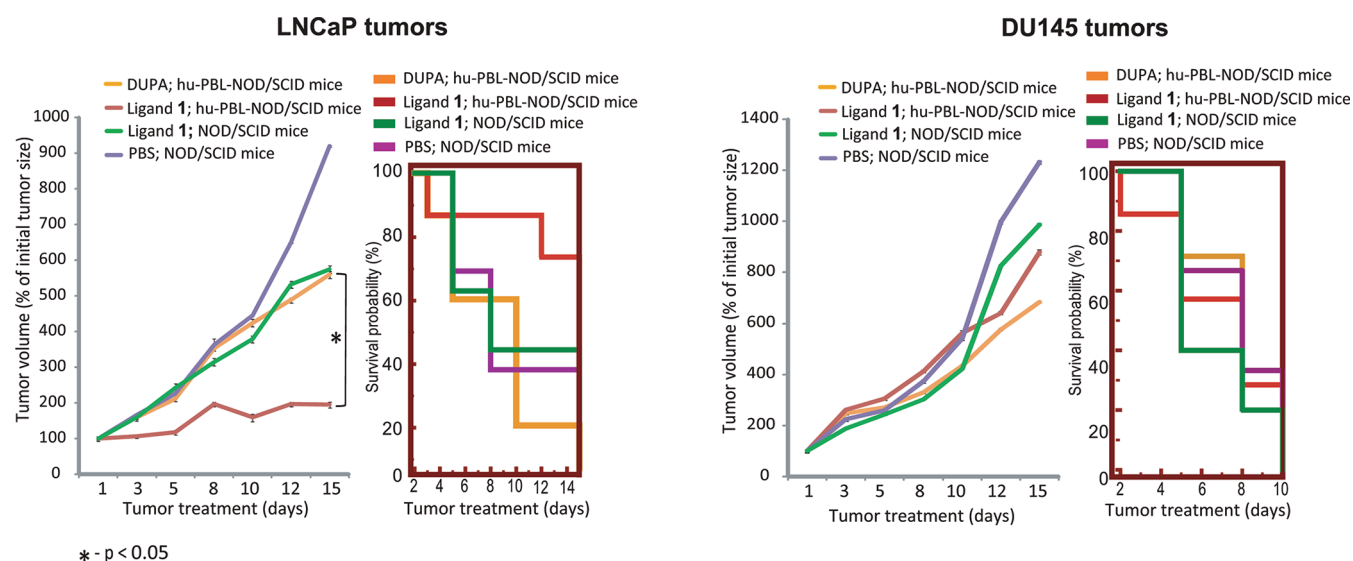 LNCaP tumors
DUPA; hu-PBL-NOD/SCID mice
Ligand 1; hu-PBL-NOD/SCID mice
Ligand 1; NOD/SCID mice
PBS; NOD/SCID mice
DUPA; hu-PBL-NOD/SCID mice
Ligand 1; hu-PBL-NOD/SCID mice
Ligand 1; NOD/SCID mice
PBS; NOD/SCID mice
Tumor volume (% of initial tumor size)
1000
900
800
700
600
500
400
300
200
100
0
1 3 5 8 10 12 15
Tumor treatment (days)
*
Survival probability (%)
100
80
60
40
20
0
2 4 6 8 10 12 14
Tumor treatment (days)
* - p < 0.05
DU145 tumors
DUPA; hu-PBL-NOD/SCID mice
Ligand 1; hu-PBL-NOD/SCID mice
Ligand 1; NOD/SCID mice
PBS; NOD/SCID mice
DUPA; hu-PBL-NOD/SCID mice
Ligand 1; hu-PBL-NOD/SCID mice
Ligand 1; NOD/SCID mice
PBS; NOD/SCID mice
Tumor volume (% of initial tumor size)
1400
1200
1000
800
600
400
200
0
1 3 5 8 10 12 15
Tumor treatment (days)
Survival probability (%)
100
80
60
40
20
0
2 4 6 8 10
Tumor treatment (days)